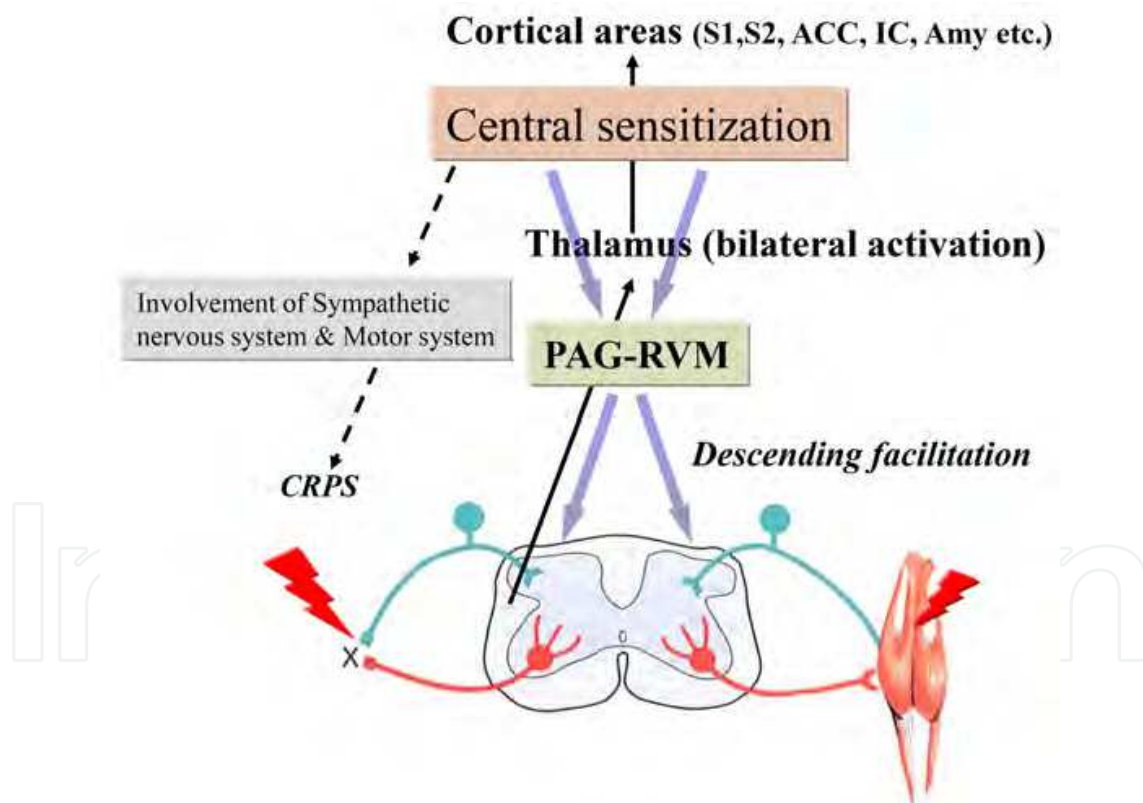 Cortical areas (S1,S2, ACC, IC, Amy etc.)
Central sensitization
Thalamus (bilateral activation)
Involvement of Sympathetic
nervous system & Motor system
PAG-RVM
Descending facilitation
CRPS
X